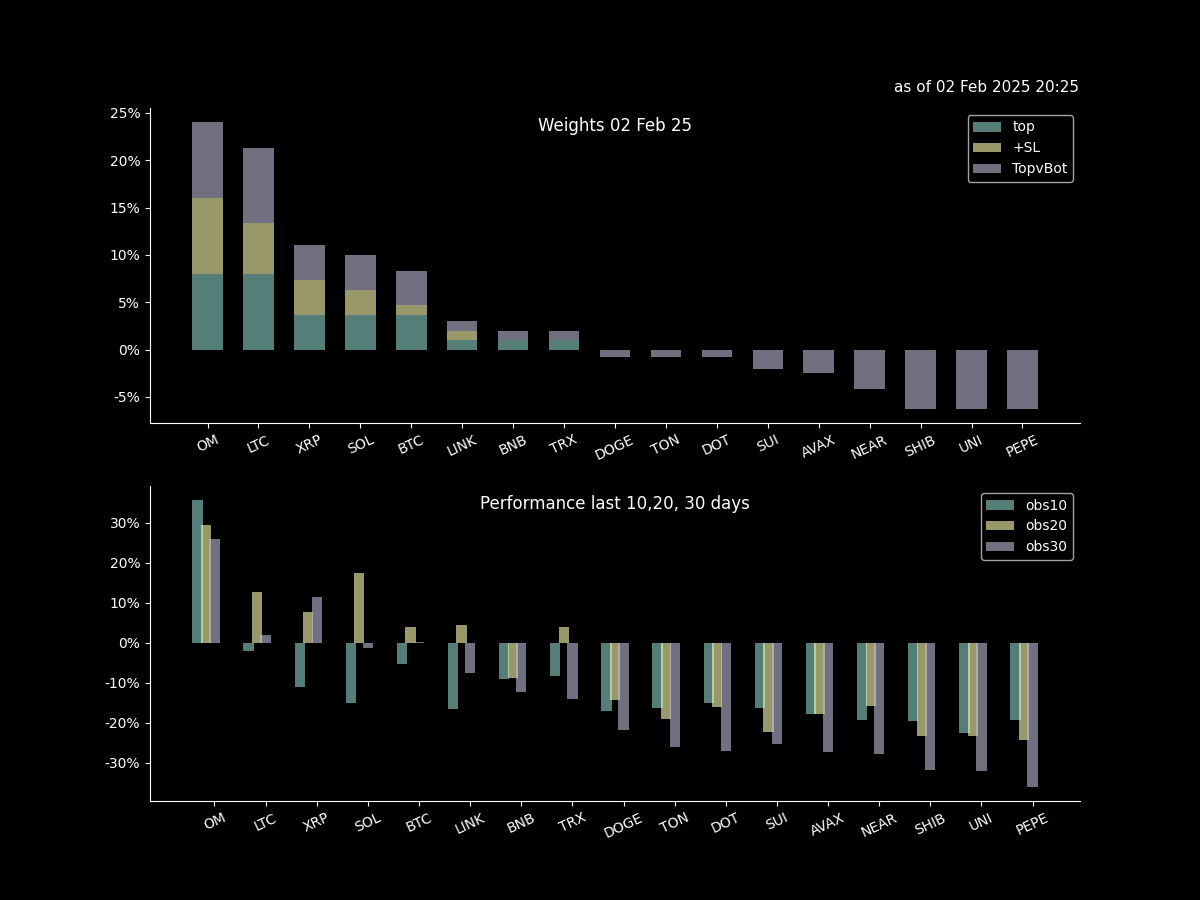 as of 02 Feb 2025 20:25
Weights 02 Feb 25
top
+SL
TopvBot
25%
20%
15%
10%
5%
0%
-5%
OM LTC XRP SOL BTC LINK BNB TRX DOGE TON DOT SUI AVAX NEAR SHIB UNI PEPE
Performance last 10,20, 30 days
obs10
obs20
obs30
30%
20%
10%
0%
-10%
-20%
-30%
OM LTC XRP SOL BTC LINK BNB TRX DOGE TON DOT SUI AVAX NEAR SHIB UNI PEPE